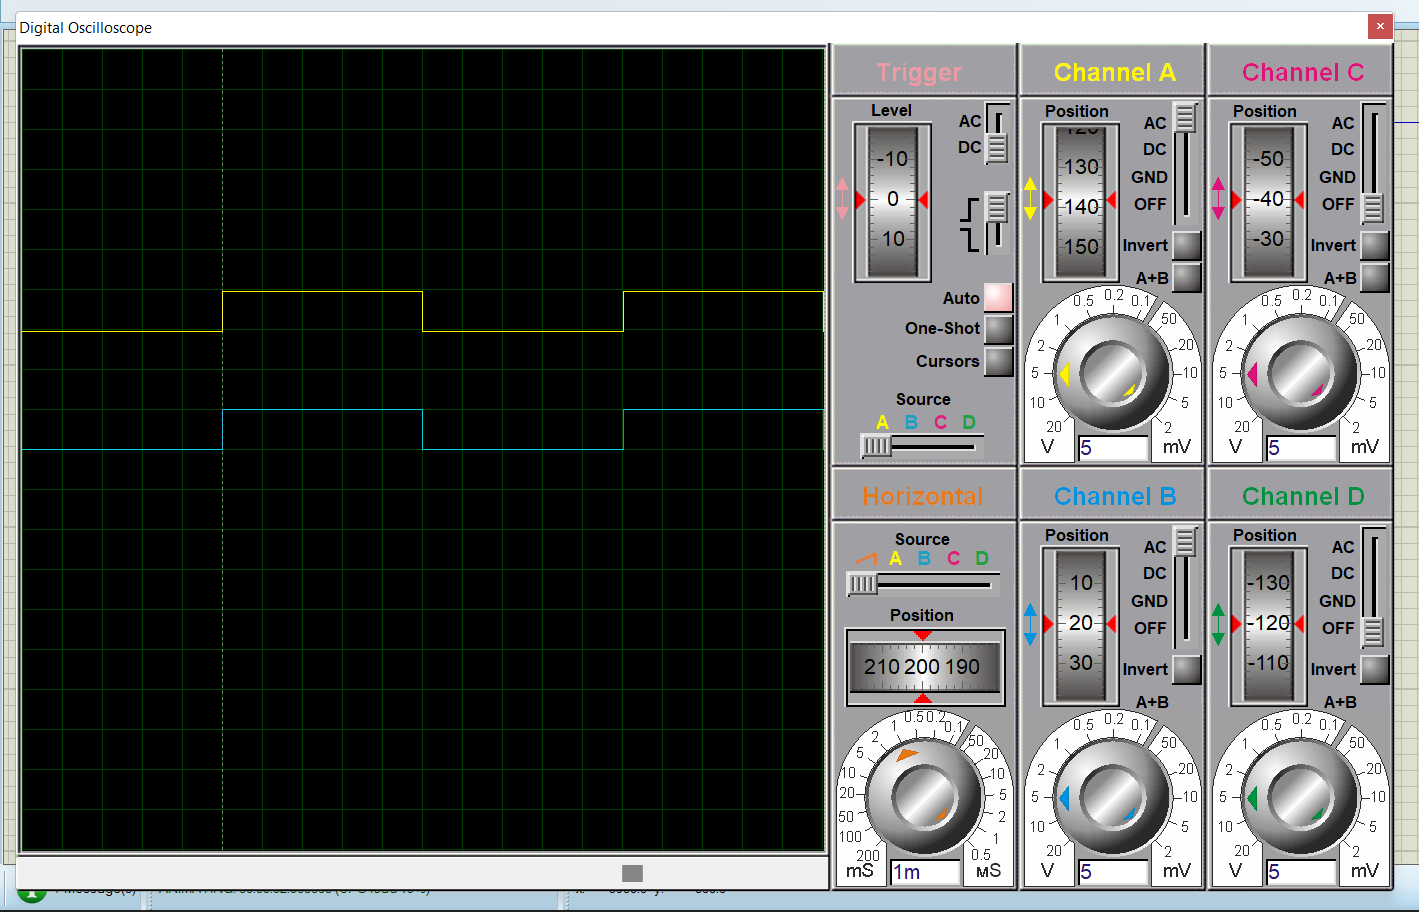 Digital Oscilloscope
×
Trigger
Level
-10
0
10
AC
DC
Auto
One-Shot
Cursors
Source
A B C D
Channel A
Position
120
130
140
150
AC
DC
GND
OFF
Invert
A+B
20 10 5 2 1 0.5 0.2 0.1 50 20 10 5 2
V 5 mV
Channel C
Position
-50
-40
-30
AC
DC
GND
OFF
Invert
A+B
20 10 5 2 1 0.5 0.2 0.1 50 20 10 5 2
V 5 mV
Horizontal
Source
A B C D
Position
210 200 190
200 100 50 20 10 5 2 1 0.5 0.2 0.1 50 20 10 5 2 1 0.5
mS 1m мS
Channel B
Position
10
20
30
AC
DC
GND
OFF
Invert
A+B
20 10 5 2 1 0.5 0.2 0.1 50 20 10 5 2
V 5 mV
Channel D
Position
-130
-120
-110
AC
DC
GND
OFF
Invert
A+B
20 10 5 2 1 0.5 0.2 0.1 50 20 10 5 2
V 5 mV